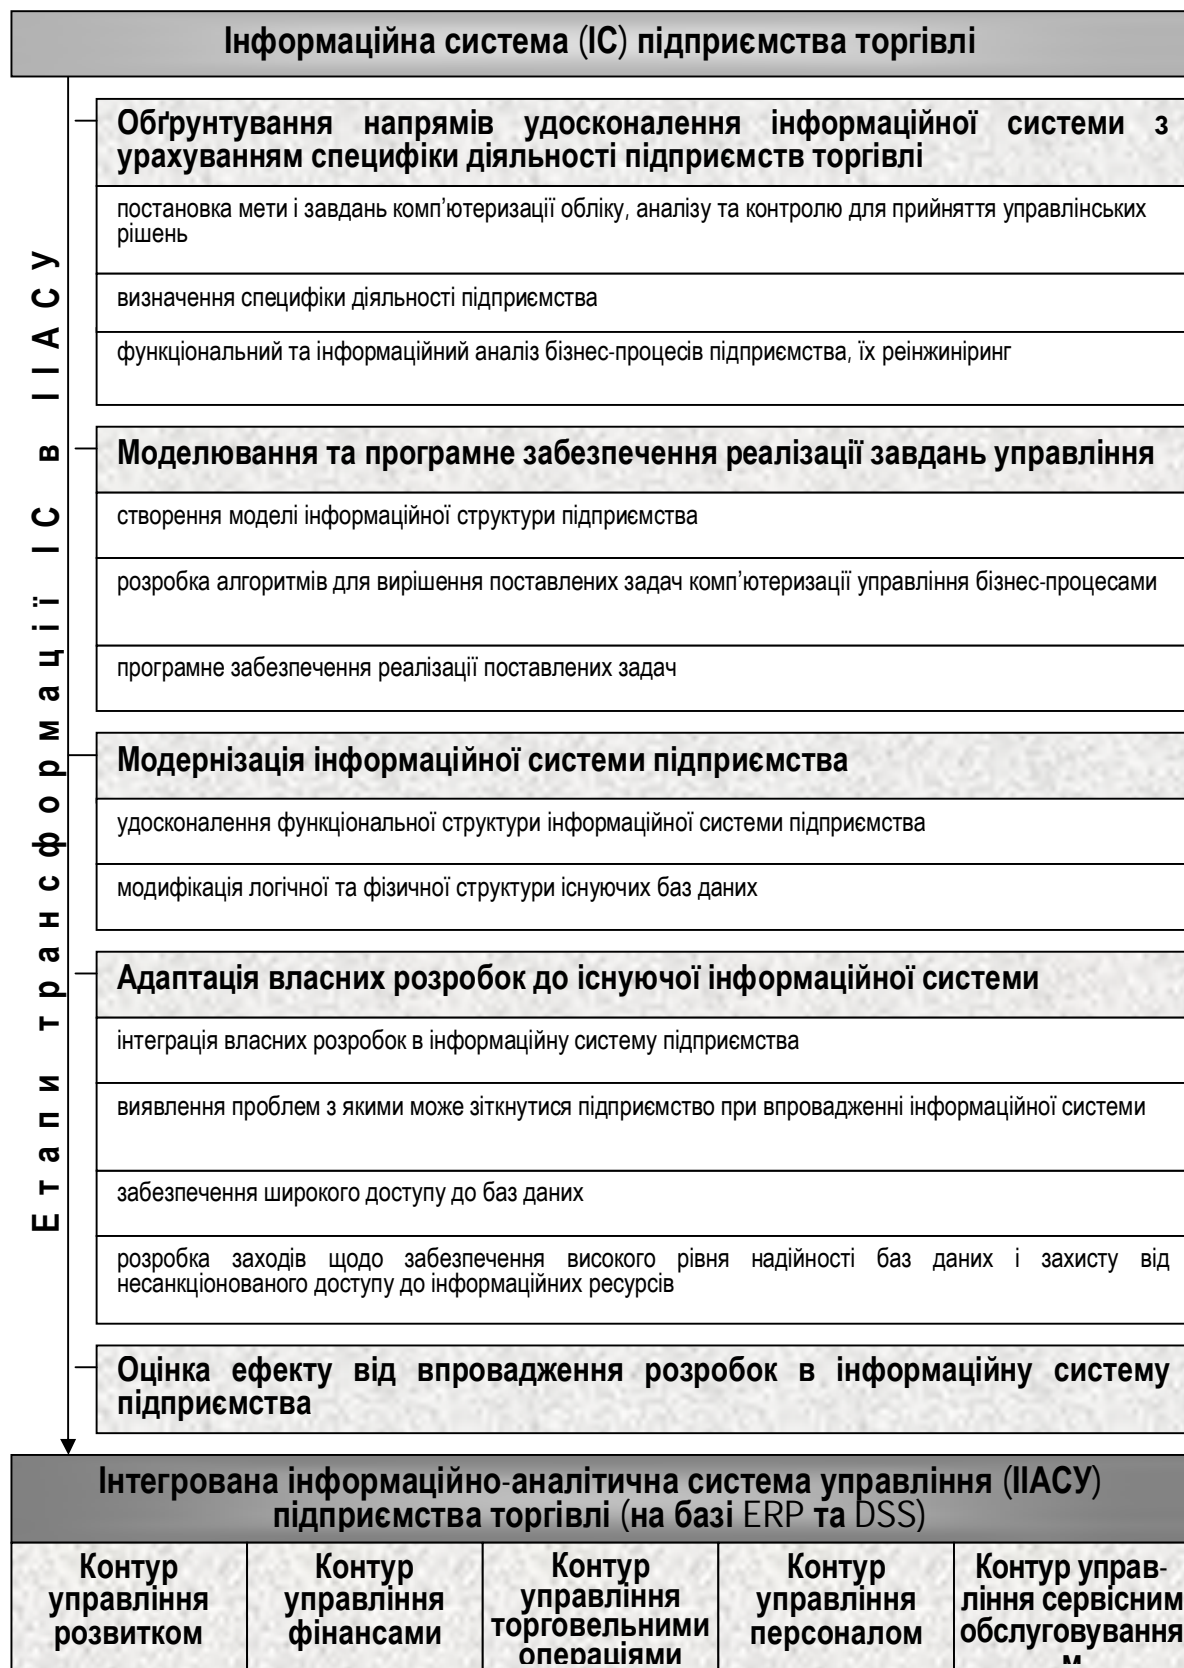 Інформаційна система (ІС) підприємства торгівлі
Етапи трансформації ІС в ІІАСУ
Обґрунтування напрямів удосконалення інформаційної системи з
урахуванням специфіки діяльності підприємств торгівлі
постановка мети і завдань комп’ютеризації обліку, аналізу та контролю для прийняття управлінських
рішень
визначення специфіки діяльності підприємства
функціональний та інформаційний аналіз бізнес-процесів підприємства, їх реінжиніринг
Моделювання та програмне забезпечення реалізації завдань управління
створення моделі інформаційної структури підприємства
розробка алгоритмів для вирішення поставлених задач комп’ютеризації управління бізнес-процесами
програмне забезпечення реалізації поставлених задач
Модернізація інформаційної системи підприємства
удосконалення функціональної структури інформаційної системи підприємства
модифікація логічної та фізичної структури існуючих баз даних
Адаптація власних розробок до існуючої інформаційної системи
інтеграція власних розробок в інформаційну систему підприємства
виявлення проблем з якими може зіткнутися підприємство при впровадженні інформаційної системи
забезпечення широкого доступу до баз даних
розробка заходів щодо забезпечення високого рівня надійності баз даних і захисту від
несанкціонованого доступу до інформаційних ресурсів
Оцінка ефекту від впровадження розробок в інформаційну систему
підприємства
Інтегрована інформаційно-аналітична система управління (ІІАСУ)
підприємства торгівлі (на базі ERP та DSS)
Контур
управління
розвитком
Контур
управління
фінансами
Контур
управління
торговельними
операціями
Контур
управління
персоналом
Контур управ-
ління сервісним
обслуговування
м